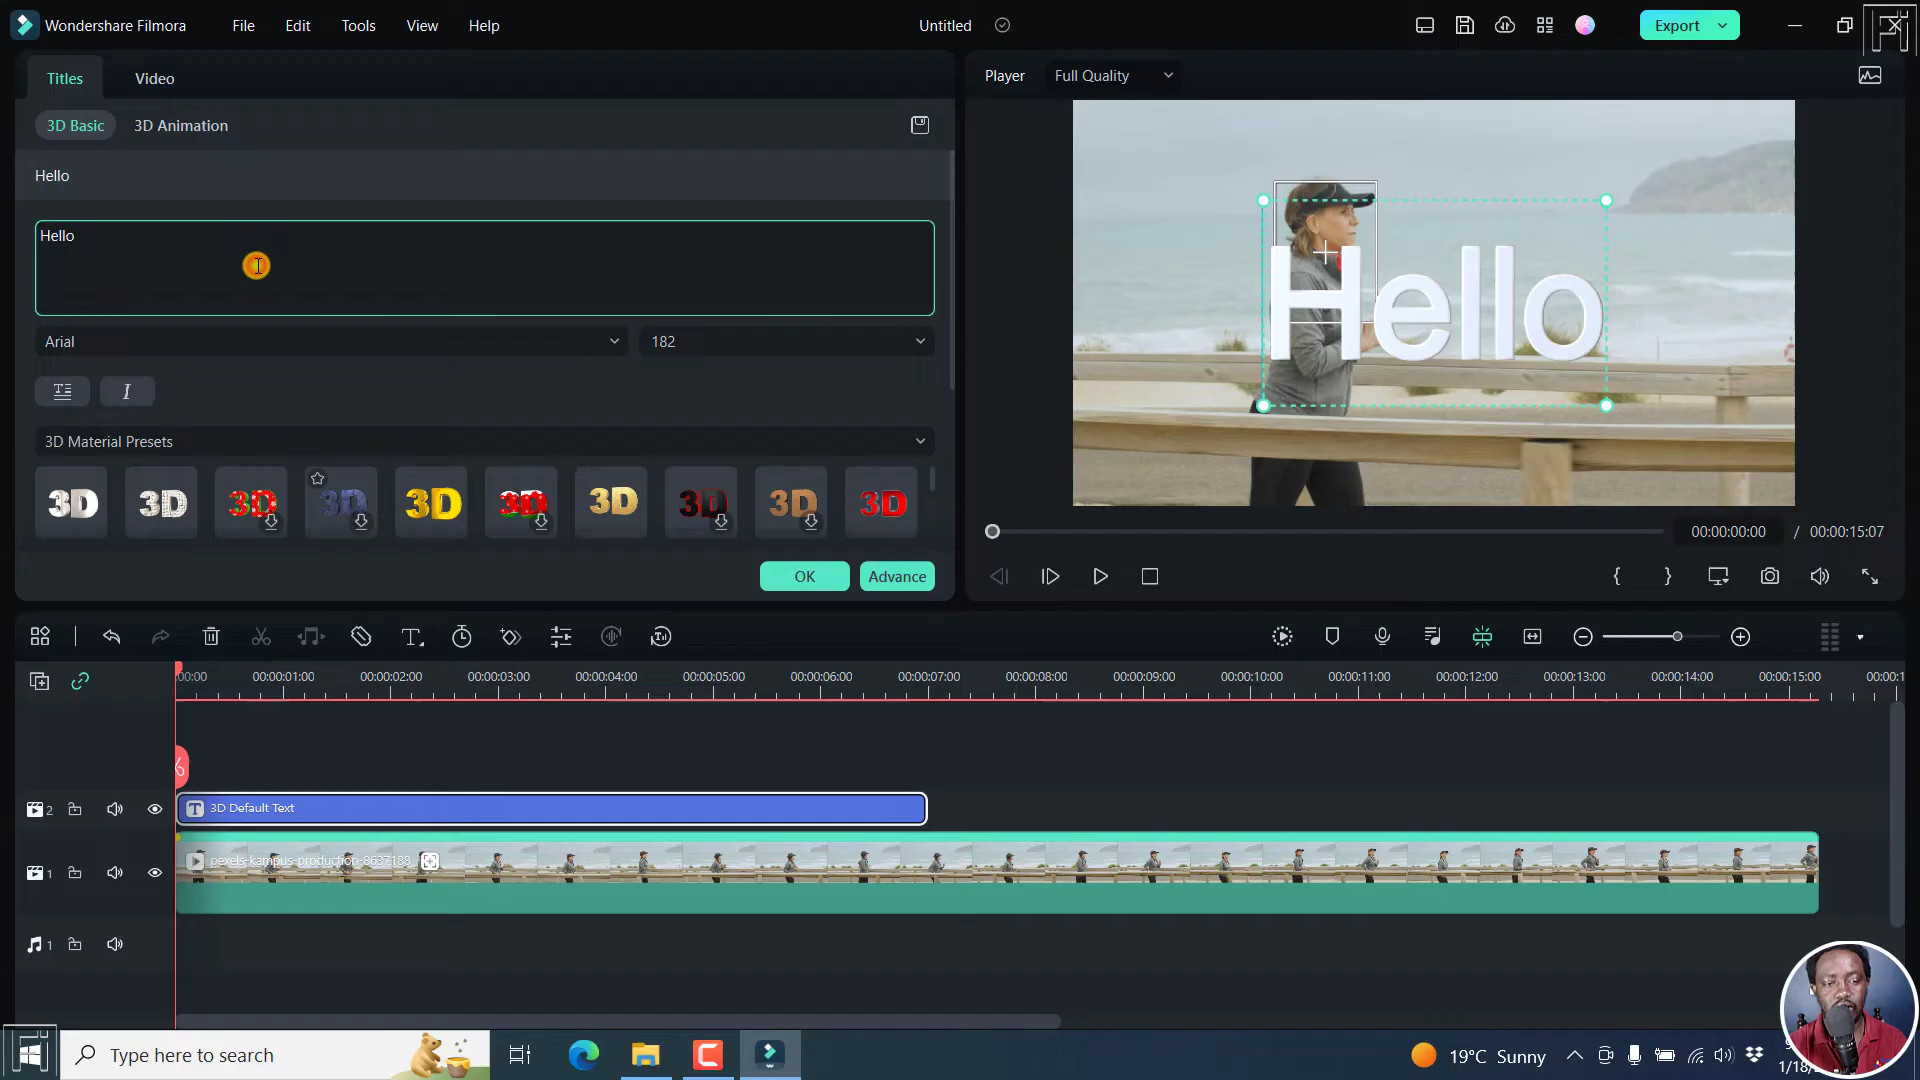 Wondershare Filmora File Edit Tools View Help Untitled Export
Titles Video
Player Full Quality
3D Basic 3D Animation
Hello
Hello
Hello
Arial 182
3D Material Presets
3D 3D 3D 3D 3D 3D 3D 3D 3D 3D
00:00:00:00 / 00:00:15:07
OK Advance
:00:00 00:00:01:00 00:00:02:00 00:00:03:00 00:00:04:00 00:00:05:00 00:00:06:00 00:00:07:00 00:00:08:00 00:00:09:00 00:00:10:00 00:00:11:00 00:00:12:00 00:00:13:00 00:00:14:00 00:00:15:00 00:00:1
2 3D Default Text
pexels-kampus-production-8637188
1
1
Type here to search
19°C Sunny
1/18/